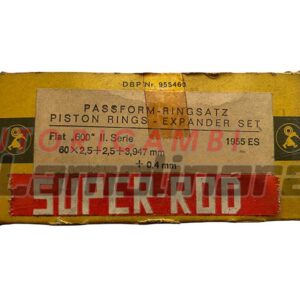 DBP Nr. 955460
PASSFORM-RINGSATZ
PISTON RINGS - EXPANDER SET
Fiat „600" II. Serie 1955 ES
60 x 2,5 + 2,5 + 3,947 mm
+ 0,4 mm
SUPER ROD